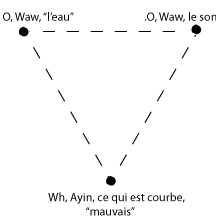 O, Waw, “l’eau”
.O, Waw, le son
Wh, Ayin, ce qui est courbe,
“mauvais”